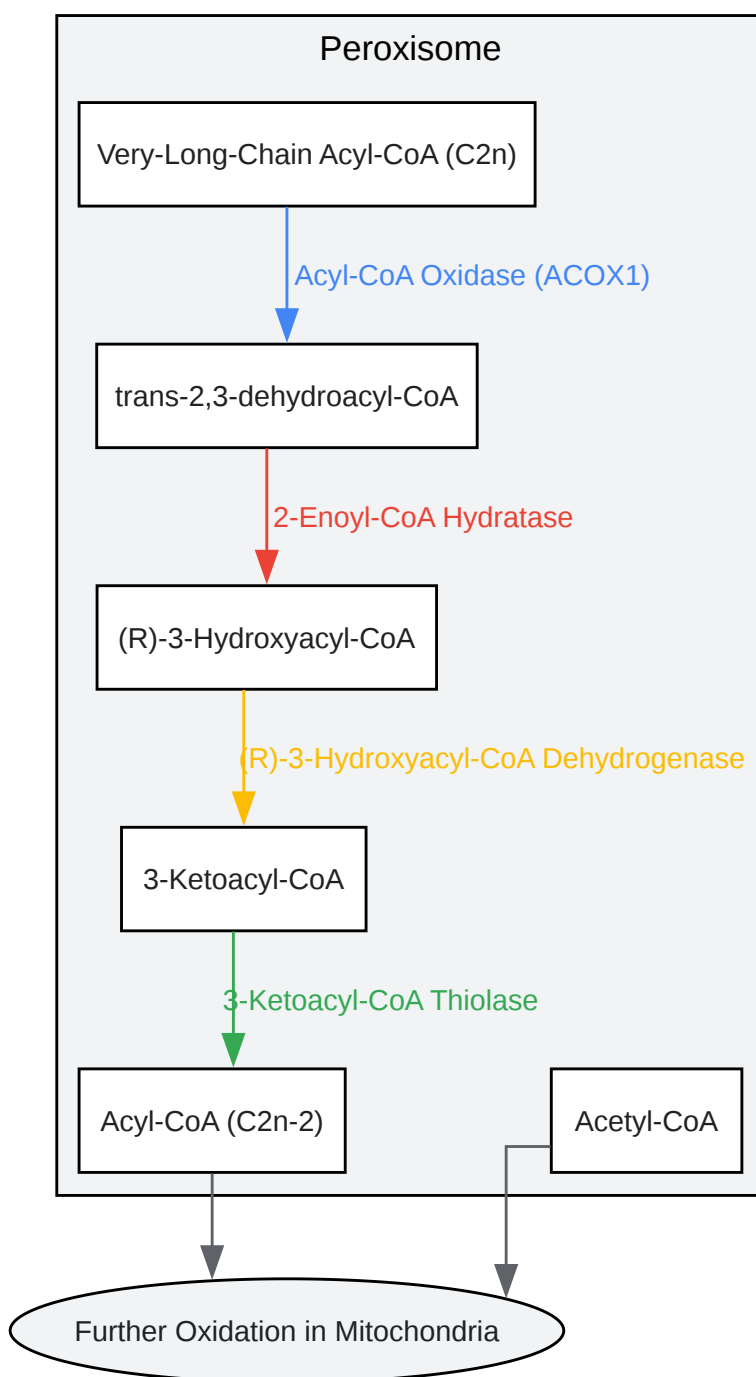 Peroxisome
Very-Long-Chain Acyl-CoA (C2n)
Acyl-CoA Oxidase (ACOX1)
trans-2,3-dehydroacyl-CoA
2-Enoyl-CoA Hydratase
(R)-3-Hydroxyacyl-CoA
(R)-3-Hydroxyacyl-CoA Dehydrogenase
3-Ketoacyl-CoA
3-Ketoacyl-CoA Thiolase
Acyl-CoA (C2n-2)
Acetyl-CoA
Further Oxidation in Mitochondria